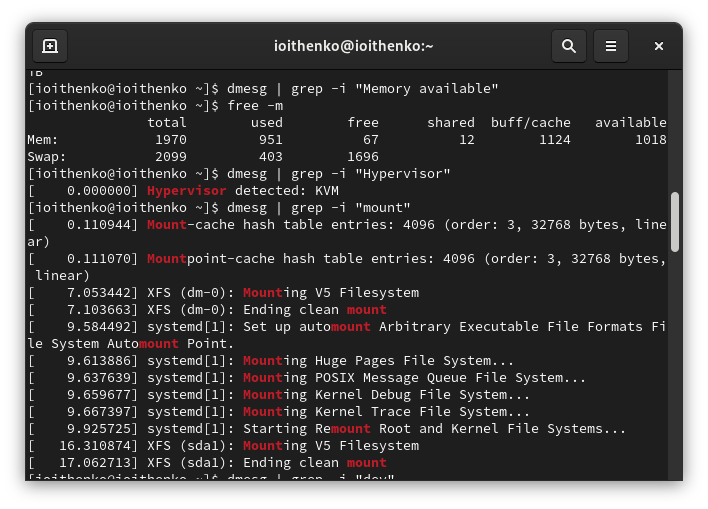 ioithenko@ioithenko:~
TB
[ioithenko@ioithenko ~]$ dmesg | grep -i "Memory available"
[ioithenko@ioithenko ~]$ free -m
total used free shared buff/cache available
Mem: 1970 951 67 12 1124 1018
Swap: 2099 403 1696
[ioithenko@ioithenko ~]$ dmesg | grep -i "Hypervisor"
[    0.000000] Hypervisor detected: KVM
[ioithenko@ioithenko ~]$ dmesg | grep -i "mount"
[    0.110944] Mount-cache hash table entries: 4096 (order: 3, 32768 bytes, line
ar)
[    0.111070] Mountpoint-cache hash table entries: 4096 (order: 3, 32768 bytes,
 linear)
[    7.053442] XFS (dm-0): Mounting V5 Filesystem
[    7.103663] XFS (dm-0): Ending clean mount
[    9.584492] systemd[1]: Set up automount Arbitrary Executable File Formats Fi
le System Automount Point.
[    9.613886] systemd[1]: Mounting Huge Pages File System...
[    9.637639] systemd[1]: Mounting POSIX Message Queue File System...
[    9.659677] systemd[1]: Mounting Kernel Debug File System...
[    9.667397] systemd[1]: Mounting Kernel Trace File System...
[    9.925725] systemd[1]: Starting Remount Root and Kernel File Systems...
[   16.310874] XFS (sda1): Mounting V5 Filesystem
[   17.062713] XFS (sda1): Ending clean mount
[ioithenko@ioithenko ~]$ dmesg | grep -i "dev"